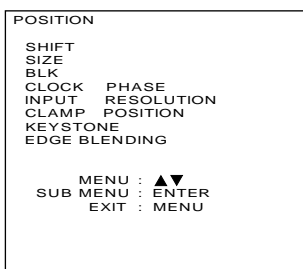 POSITION
SHIFT
SIZE
BLK
CLOCK PHASE
INPUT RESOLUTION
CLAMP POSITION
KEYSTONE
EDGE BLENDING
MENU : ▲▼
SUB MENU : ENTER
EXIT : MENU